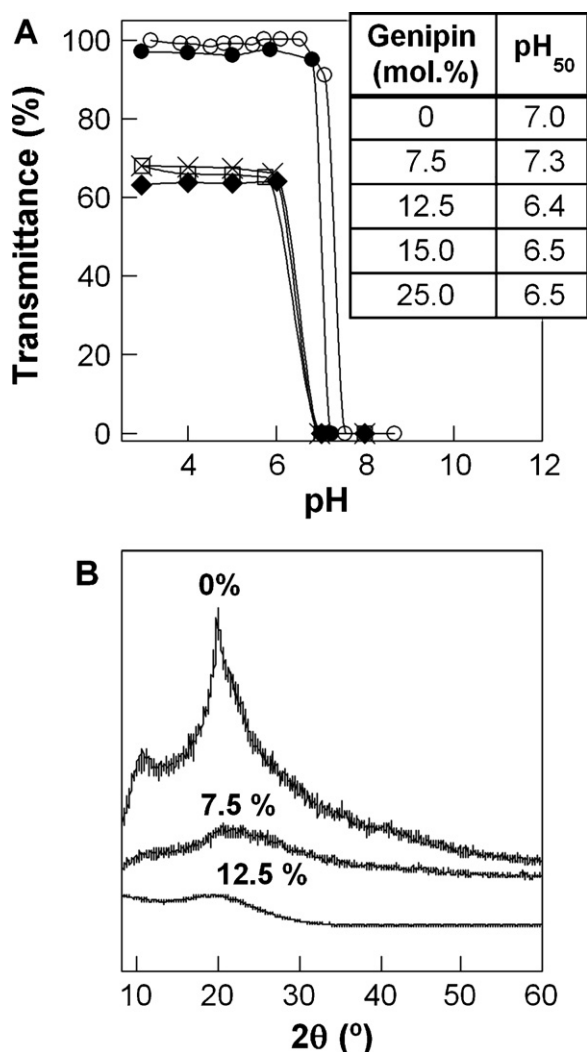 A
Transmittance (%)
100
80
60
40
20
0
4 6 8 10 12
pH
Genipin (mol.%) pH50
0 7.0
7.5 7.3
12.5 6.4
15.0 6.5
25.0 6.5
B
0%
7.5 %
12.5 %
10 20 30 40 50 60
2θ (º)